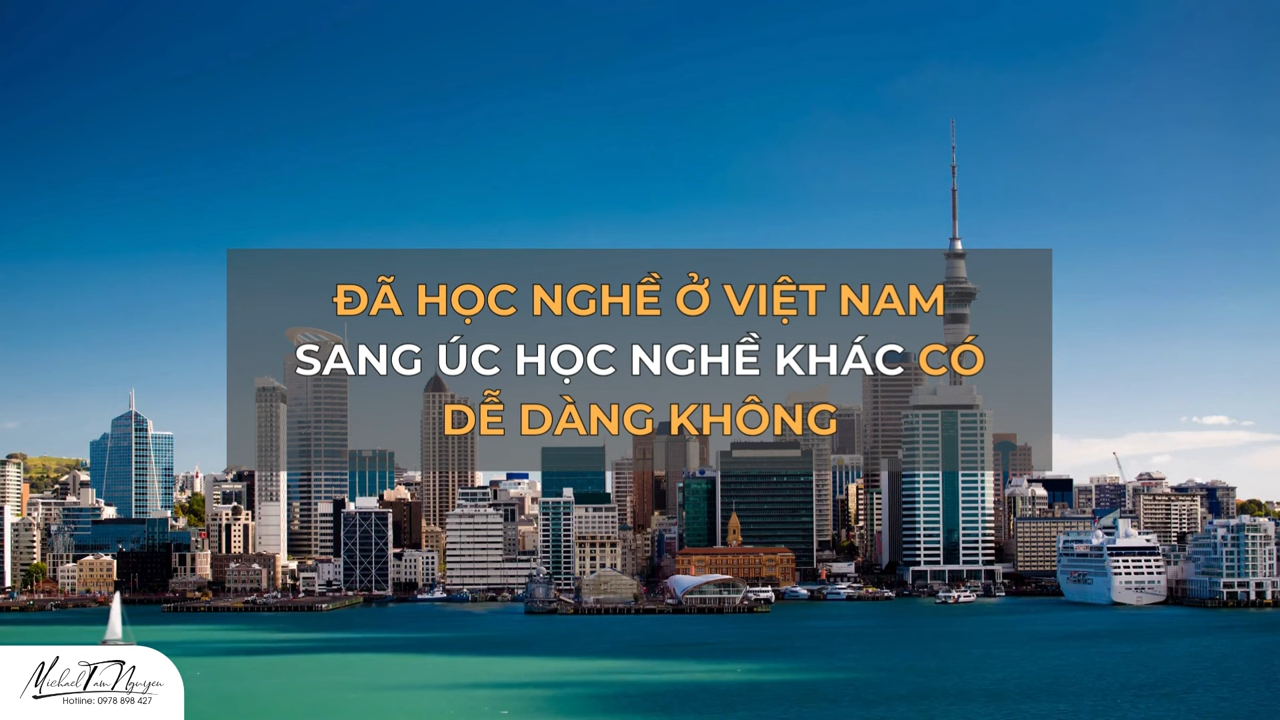 ĐÃ HỌC NGHỀ Ở VIỆT NAM
SANG ÚC HỌC NGHỀ KHÁC CÓ
DỄ DÀNG KHÔNG
Michael Tam Nguyen
Hotline: 0978 898 427